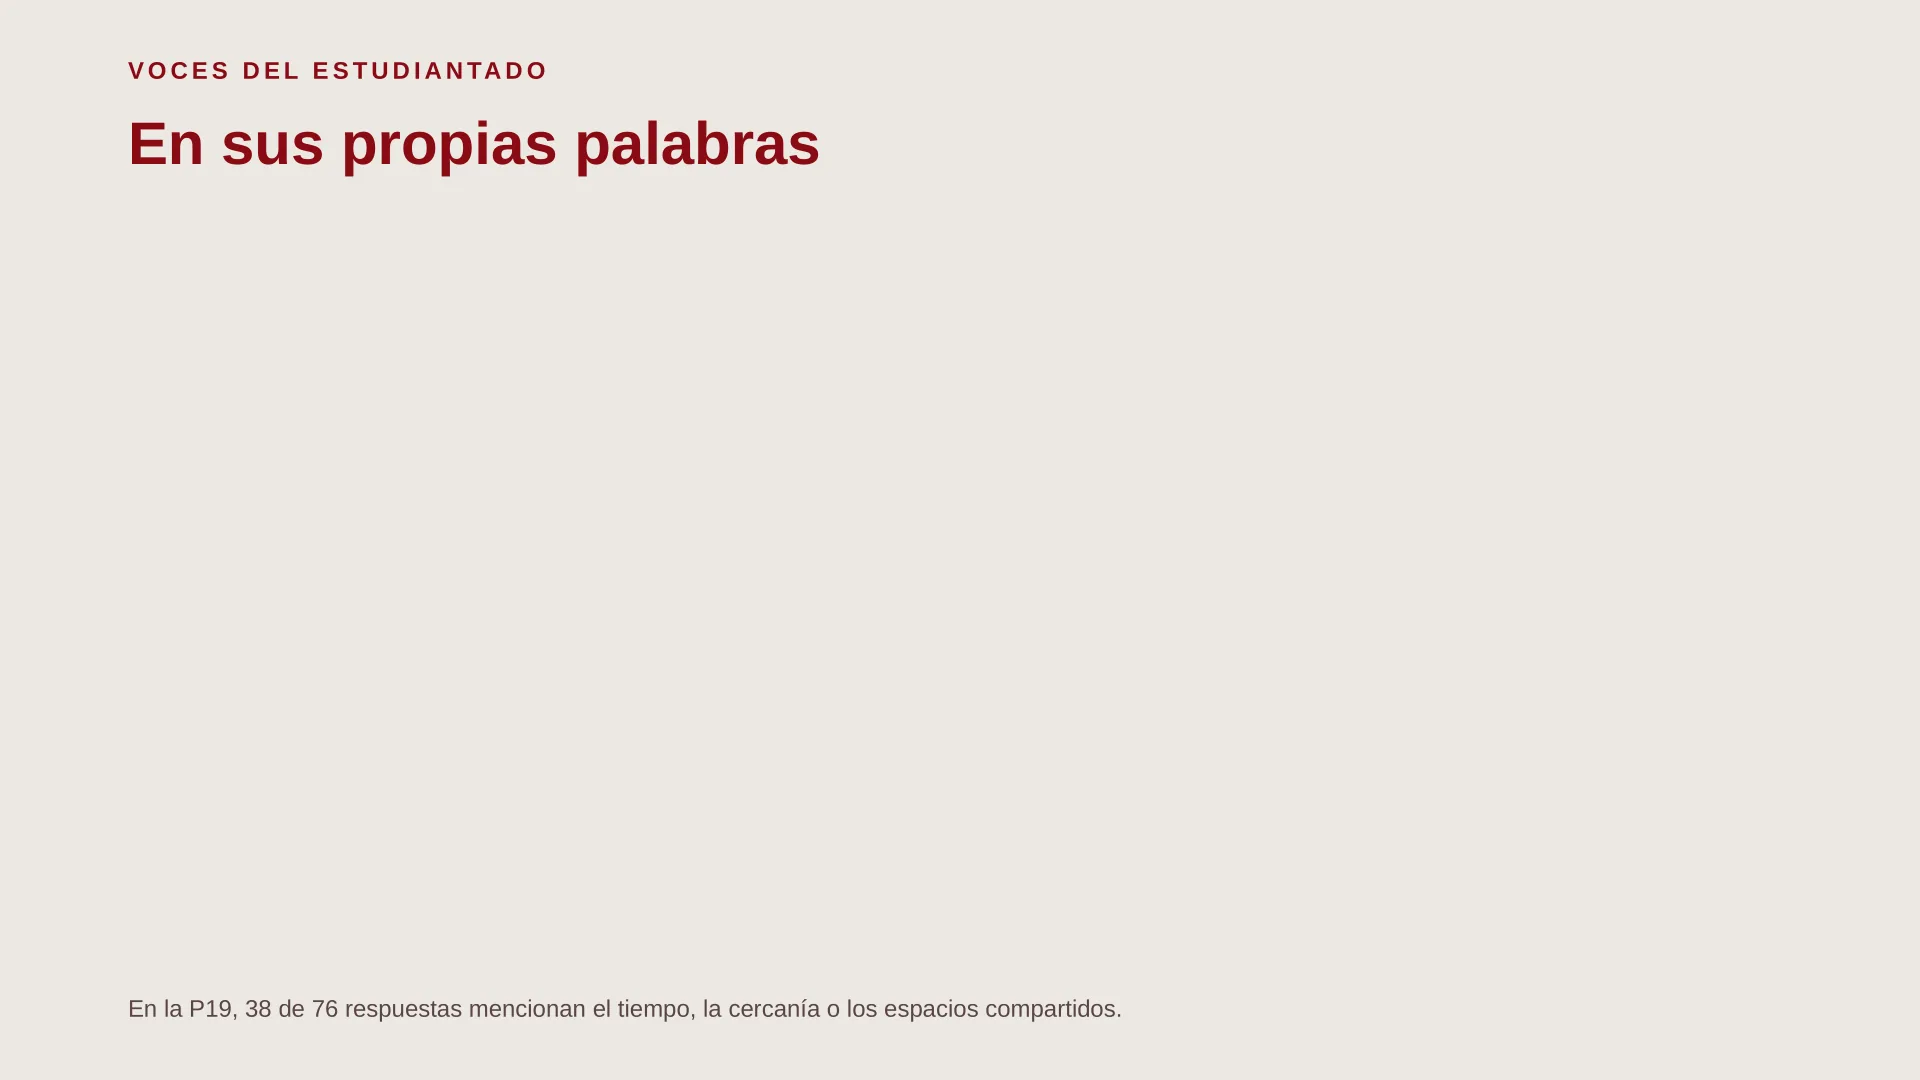 VOCES DEL ESTUDIANTADO
En sus propias palabras
En la P19, 38 de 76 respuestas mencionan el tiempo, la cercanía o los espacios compartidos.